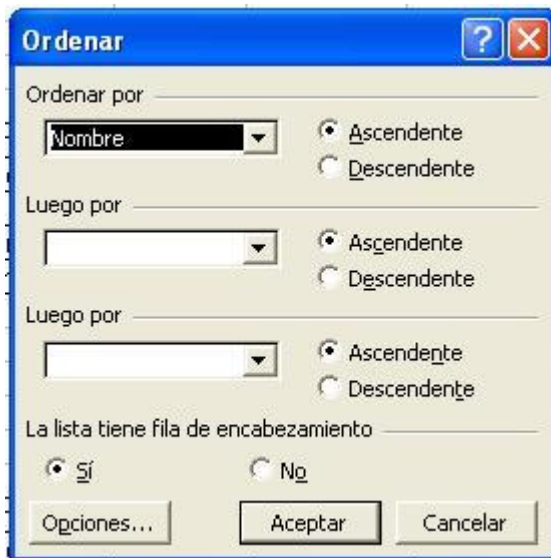 Ordenar
Ordenar por
Nombre
Ascendente
Descendente
Luego por
Ascendente
Descendente
Luego por
Ascendente
Descendente
La lista tiene fila de encabezamiento
Sí No
Opciones... Aceptar Cancelar